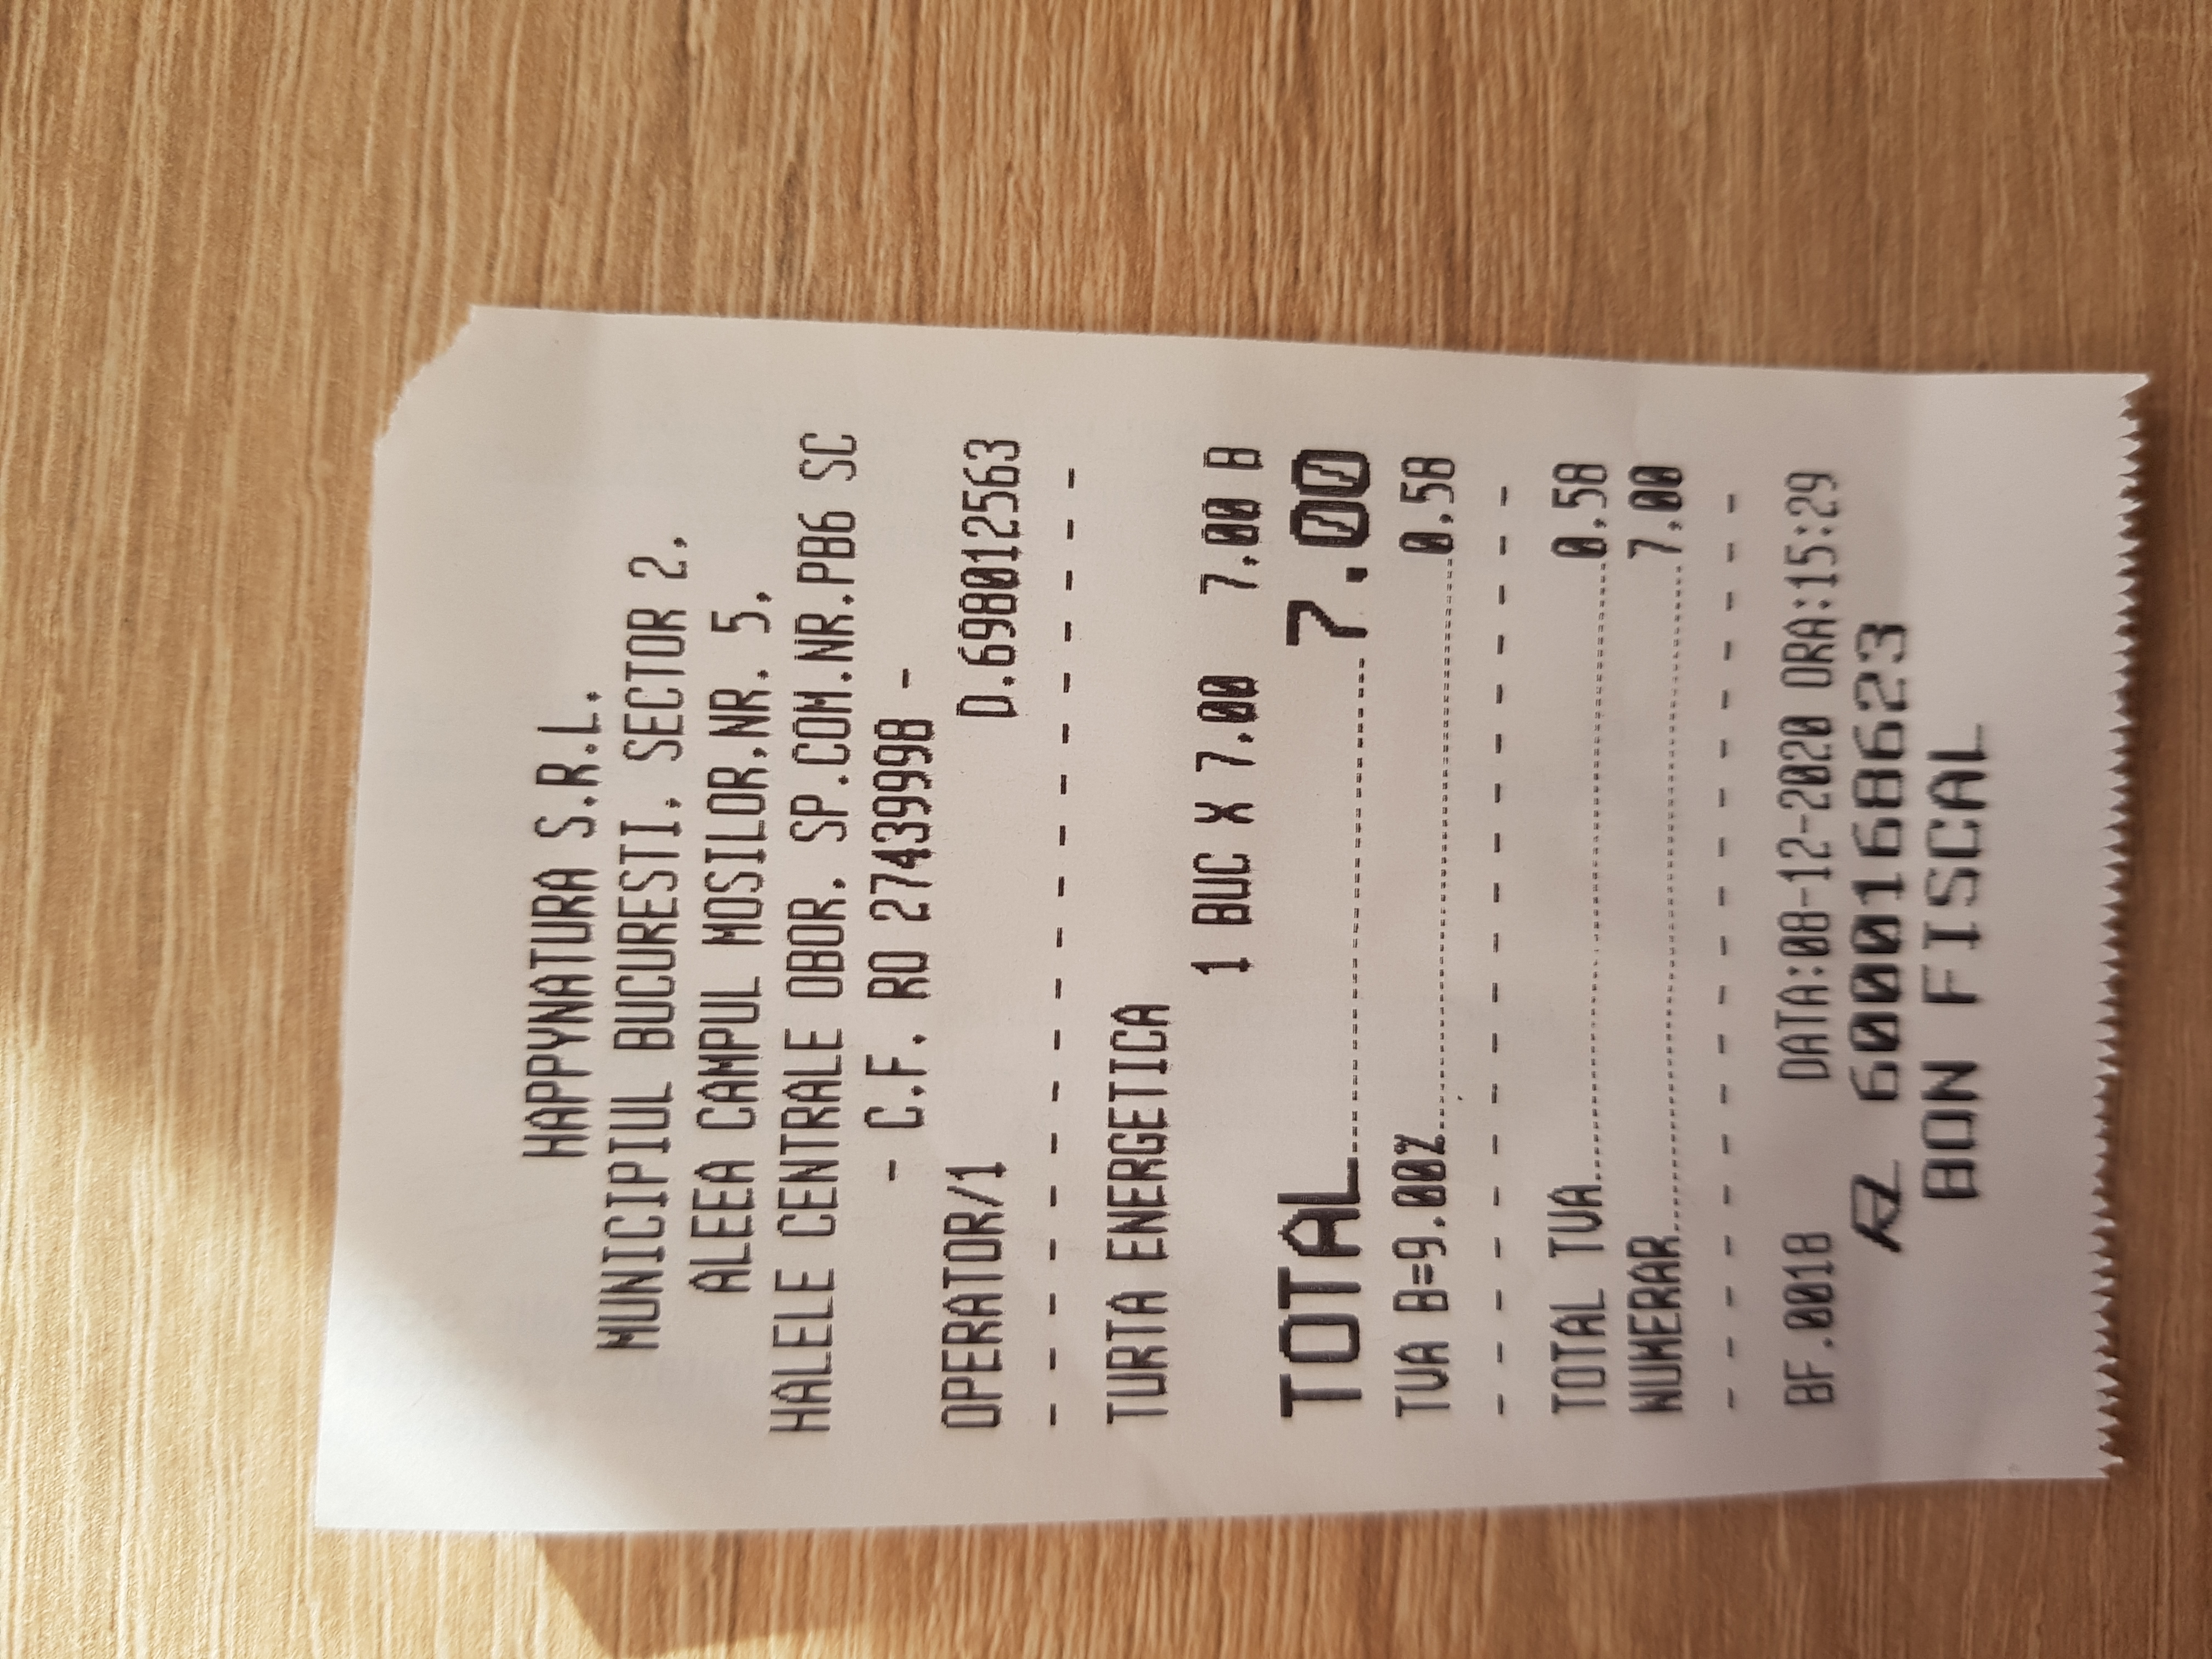 HAPPYNATURA S.R.L.
MUNICIPIUL BUCURESTI, SECTOR 2,
ALEEA CAMPUL MOSILOR,NR. 5,
HALELE CENTRALE OBOR, SP.COM.NR.PB6 SC
- C.F. RO 27439998 -
OPERATOR/1 D.698012563
- - - - - - - - - - - - - - - - - -
TURTA ENERGETICA
1 BUC X 7.00 7.00 B
TOTAL 7.00
TVA B=9.00% 0.58
- - - - - - - - - - - - - - - - - -
TOTAL TVA 0.58
NUMERAR 7.00
- - - - - - - - - - - - - - - - - -
BF.0018 DATA:08-12-2020 ORA:15:29
6000168623
BON FISCAL